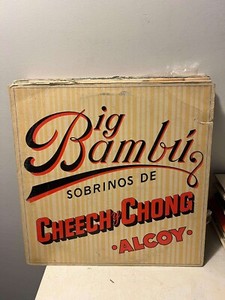 Big
Bambú
SOBRINOS DE
CHEECH y CHONG
·ALCOY·